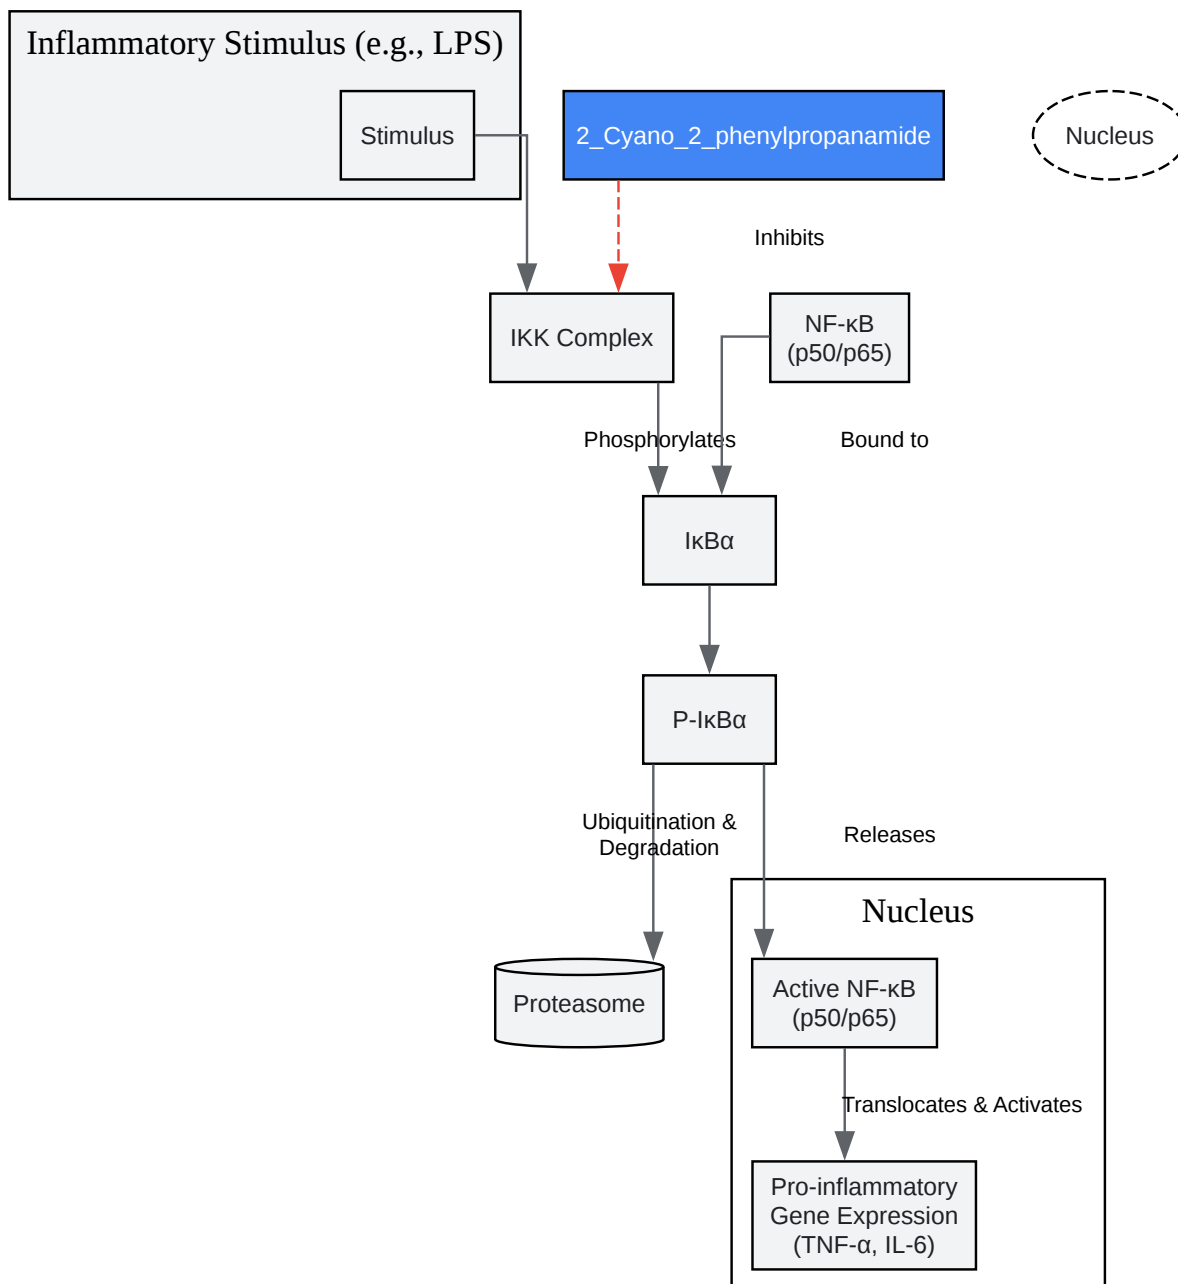 Inflammatory Stimulus (e.g., LPS)
Stimulus
2_Cyano_2_phenylpropanamide
Nucleus
Inhibits
IKK Complex
NF-κB
(p50/p65)
Phosphorylates
Bound to
IκBα
P-IκBα
Ubiquitination &
Degradation
Releases
Nucleus
Proteasome
Active NF-κB
(p50/p65)
Translocates & Activates
Pro-inflammatory
Gene Expression
(TNF-α, IL-6)